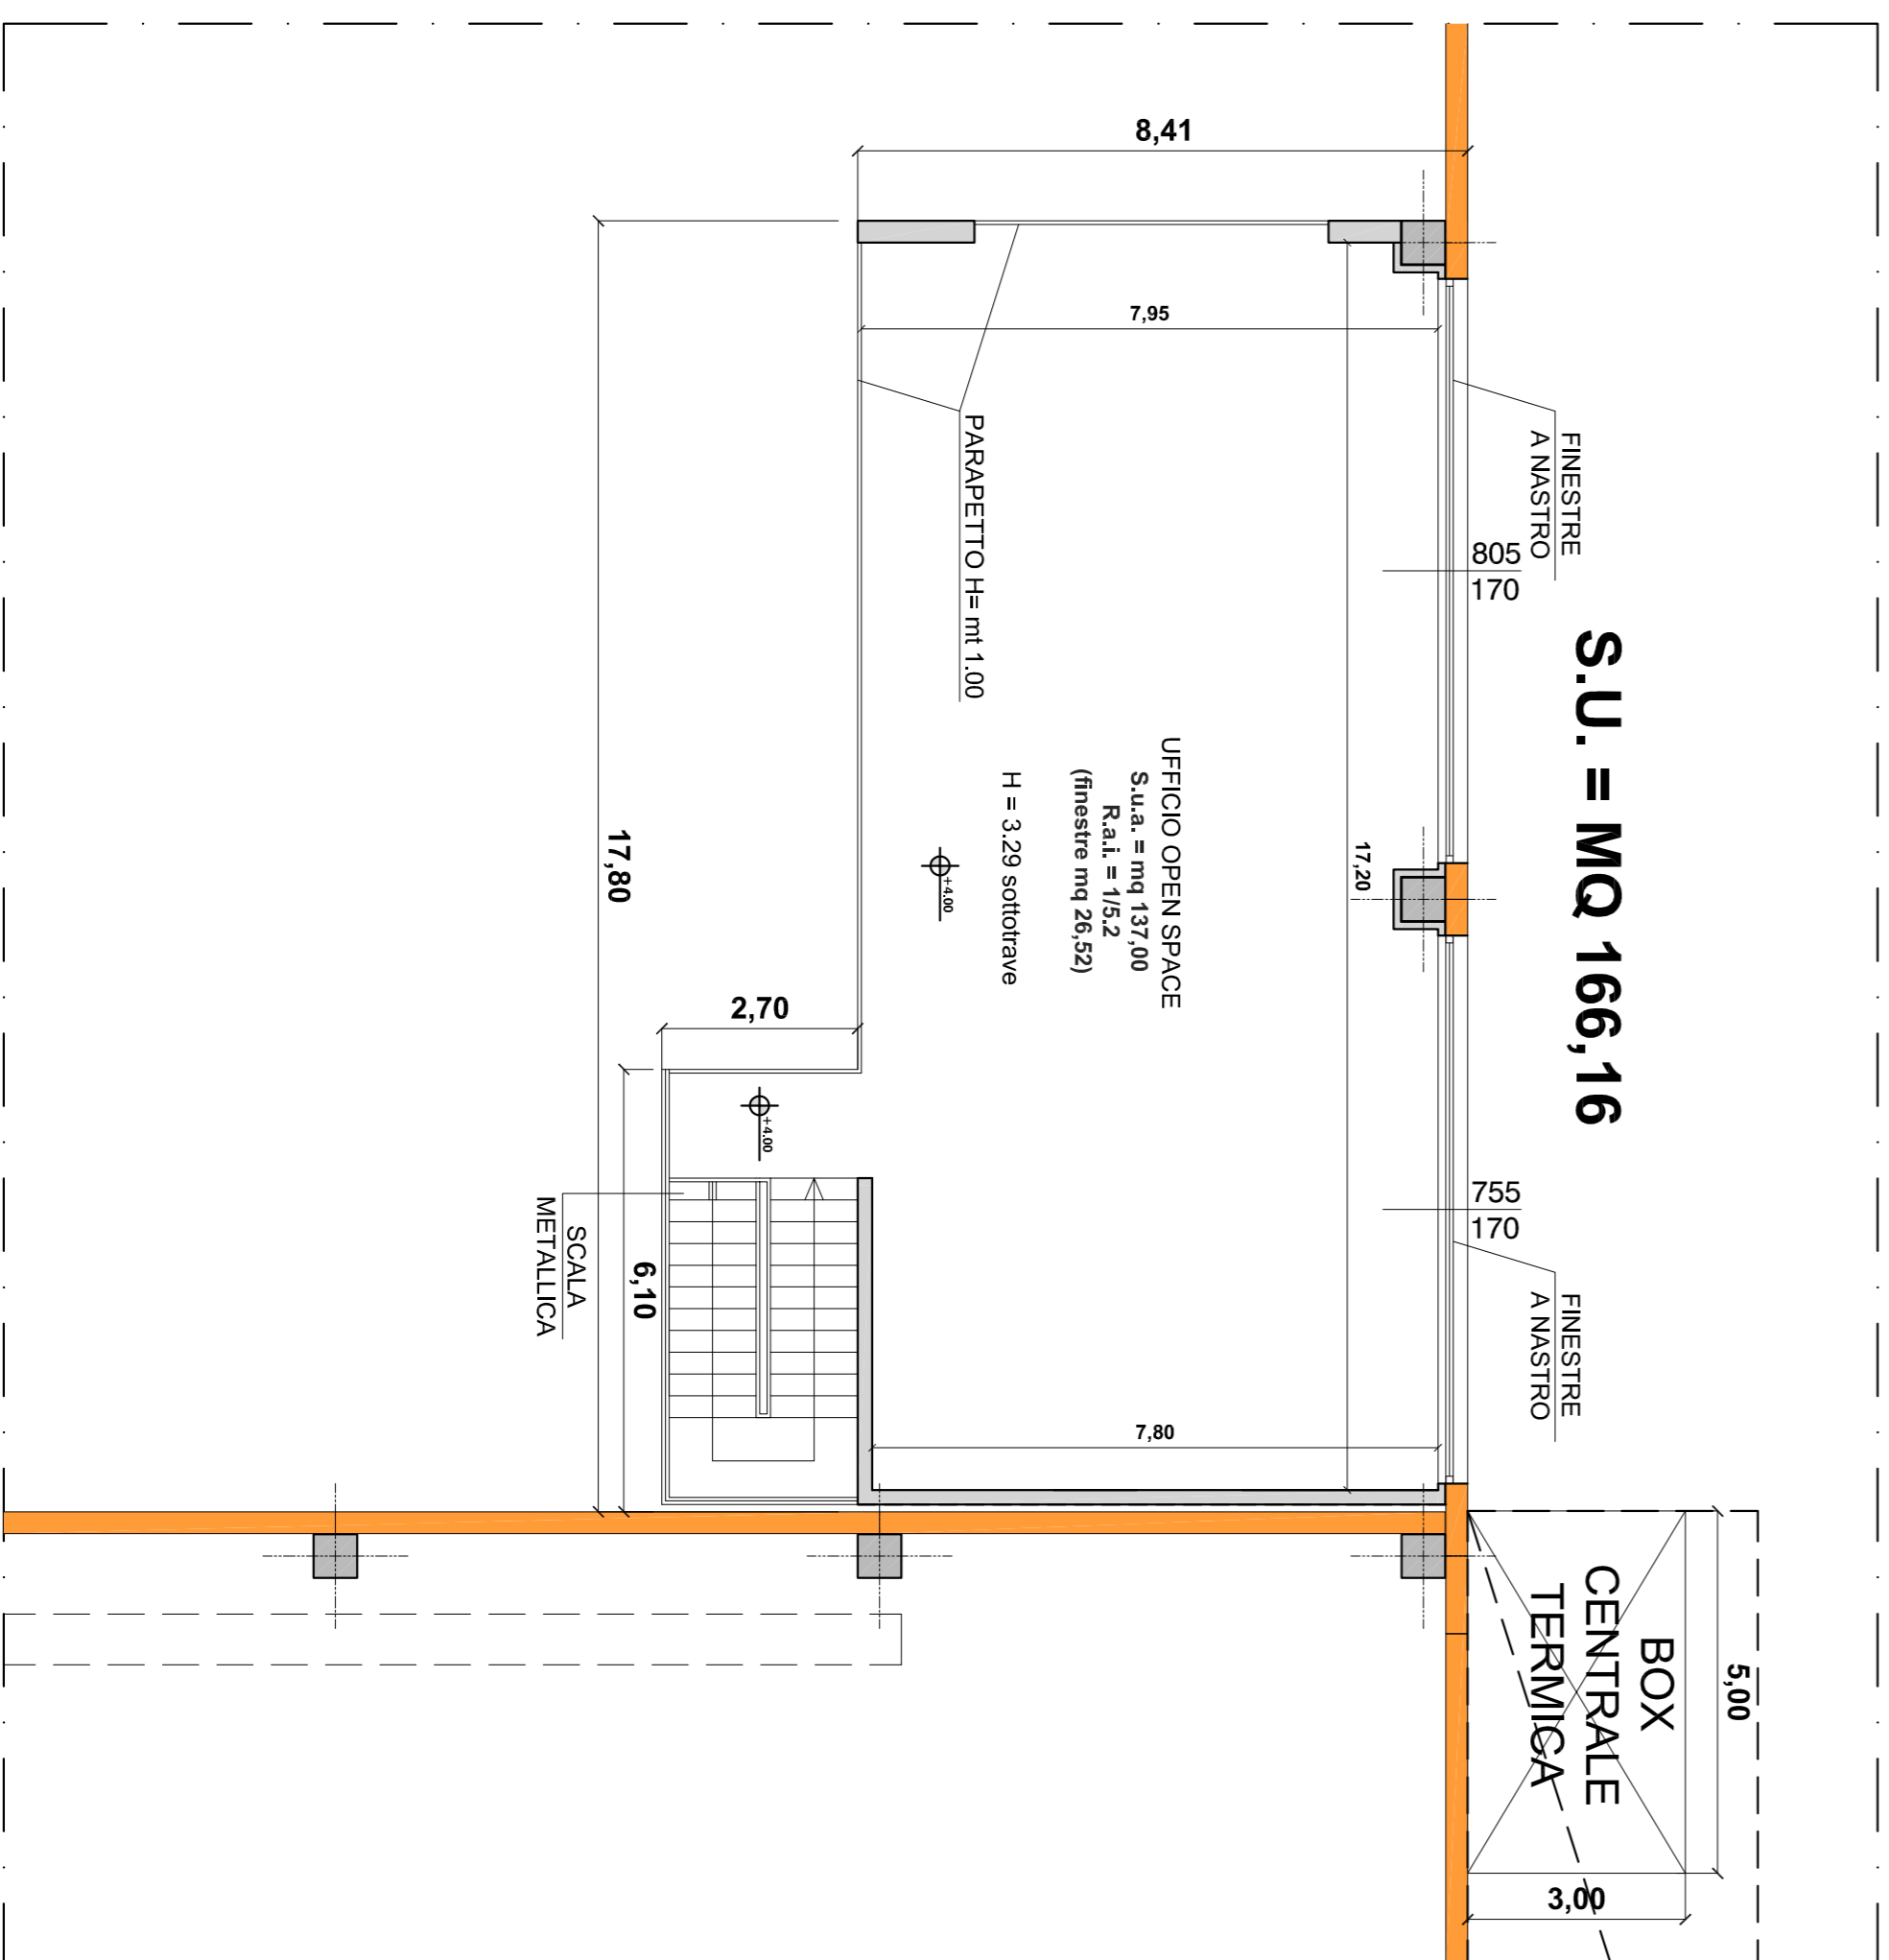 S.U. = MQ 166,16
FINESTRE
A NASTRO
805
170
FINESTRE
A NASTRO
755
170
8,41
7,95
17,20
UFFICIO OPEN SPACE
S.u.a. = mq 137,00
R.a.i. = 1/5.2
(finestre mq 26,52)
H = 3.29 sottotrave
+4.00
PARAPETTO H= mt 1.00
17,80
2,70
+4.00
6,10
SCALA
METALLICA
7,80
BOX
CENTRALE
TERMICA
5,00
3,00